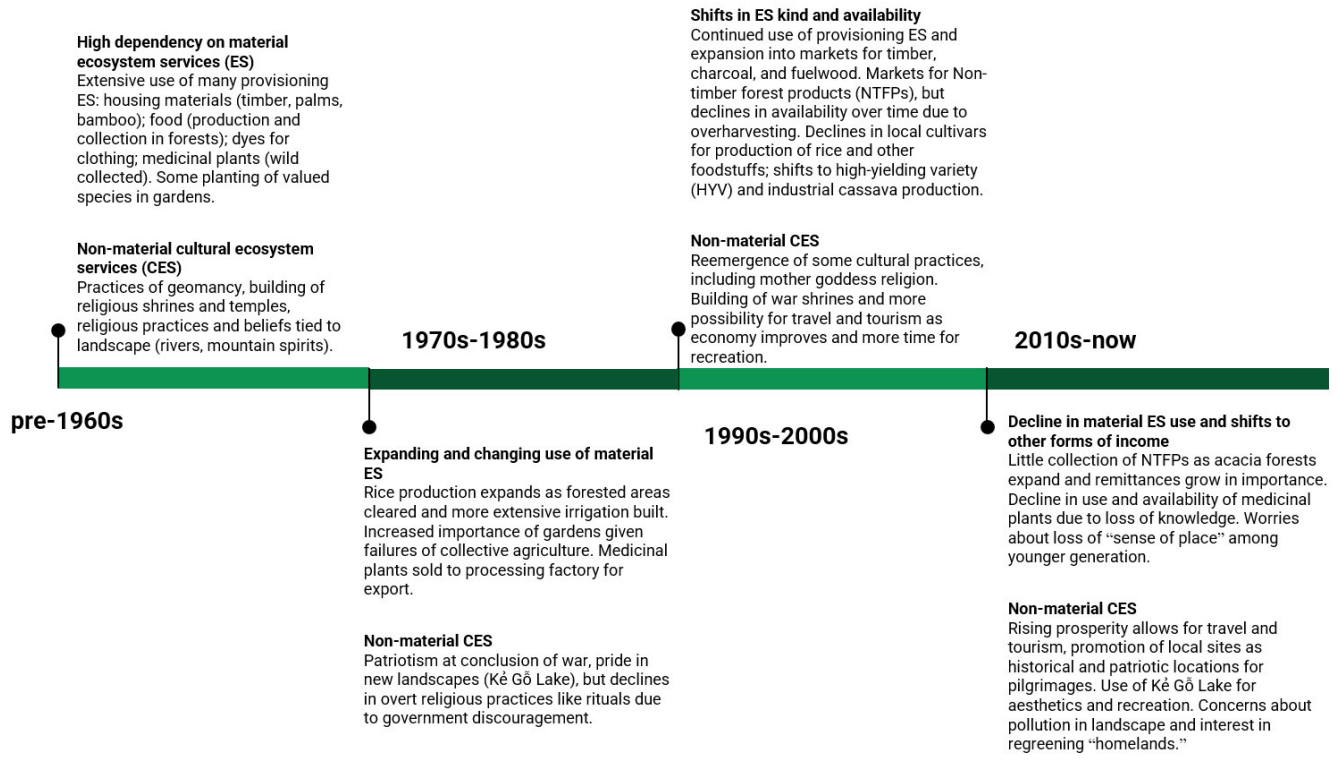 High dependency on material
ecosystem services (ES)
Extensive use of many provisioning
ES: housing materials (timber, palms,
bamboo); food (production and
collection in forests); dyes for
clothing; medicinal plants (wild
collected). Some planting of valued
species in gardens.
Non-material cultural ecosystem
services (CES)
Practices of geomancy, building of
religious shrines and temples,
religious practices and beliefs tied to
landscape (rivers, mountain spirits).
pre-1960s
1970s-1980s
Expanding and changing use of material
ES
Rice production expands as forested areas
cleared and more extensive irrigation built.
Increased importance of gardens given
failures of collective agriculture. Medicinal
plants sold to processing factory for
export.
Non-material CES
Patriotism at conclusion of war, pride in
new landscapes (Kẻ Gỗ Lake), but declines
in overt religious practices like rituals due
to government discouragement.
Shifts in ES kind and availability
Continued use of provisioning ES and
expansion into markets for timber,
charcoal, and fuelwood. Markets for Non-
timber forest products (NTFPs), but
declines in availability over time due to
overharvesting. Declines in local cultivars
for production of rice and other
foodstuffs; shifts to high-yielding variety
(HYV) and industrial cassava production.
Non-material CES
Reemergence of some cultural practices,
including mother goddess religion.
Building of war shrines and more
possibility for travel and tourism as
economy improves and more time for
recreation.
1990s-2000s
2010s-now
Decline in material ES use and shifts to
other forms of income
Little collection of NTFPs as acacia forests
expand and remittances grow in importance.
Decline in use and availability of medicinal
plants due to loss of knowledge. Worries
about loss of “sense of place” among
younger generation.
Non-material CES
Rising prosperity allows for travel and
tourism, promotion of local sites as
historical and patriotic locations for
pilgrimages. Use of Kẻ Gỗ Lake for
aesthetics and recreation. Concerns about
pollution in landscape and interest in
regreening “homelands.”